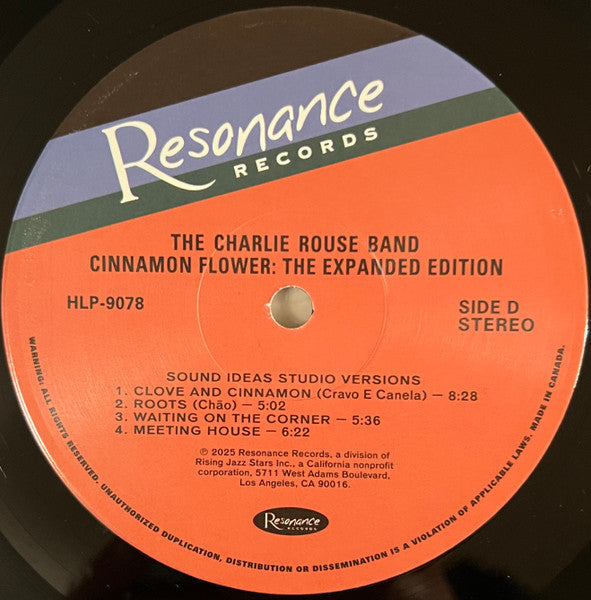 Resonance
RECORDS
THE CHARLIE ROUSE BAND
CINNAMON FLOWER: THE EXPANDED EDITION
HLP-9078
SIDE D
STEREO
SOUND IDEAS STUDIO VERSIONS
1. CLOVE AND CINNAMON (Cravo E Canela) – 8:28
2. ROOTS (Chão) – 5:02
3. WAITING ON THE CORNER – 5:36
4. MEETING HOUSE – 6:22
℗ 2025 Resonance Records, a division of
Rising Jazz Stars Inc., a California nonprofit
corporation, 5711 West Adams Boulevard,
Los Angeles, CA 90016.
Resonance
RECORDS
WARNING: ALL RIGHTS RESERVED. UNAUTHORIZED DUPLICATION, DISTRIBUTION OR DISSEMINATION IS A VIOLATION OF APPLICABLE LAWS. MADE IN CANADA.